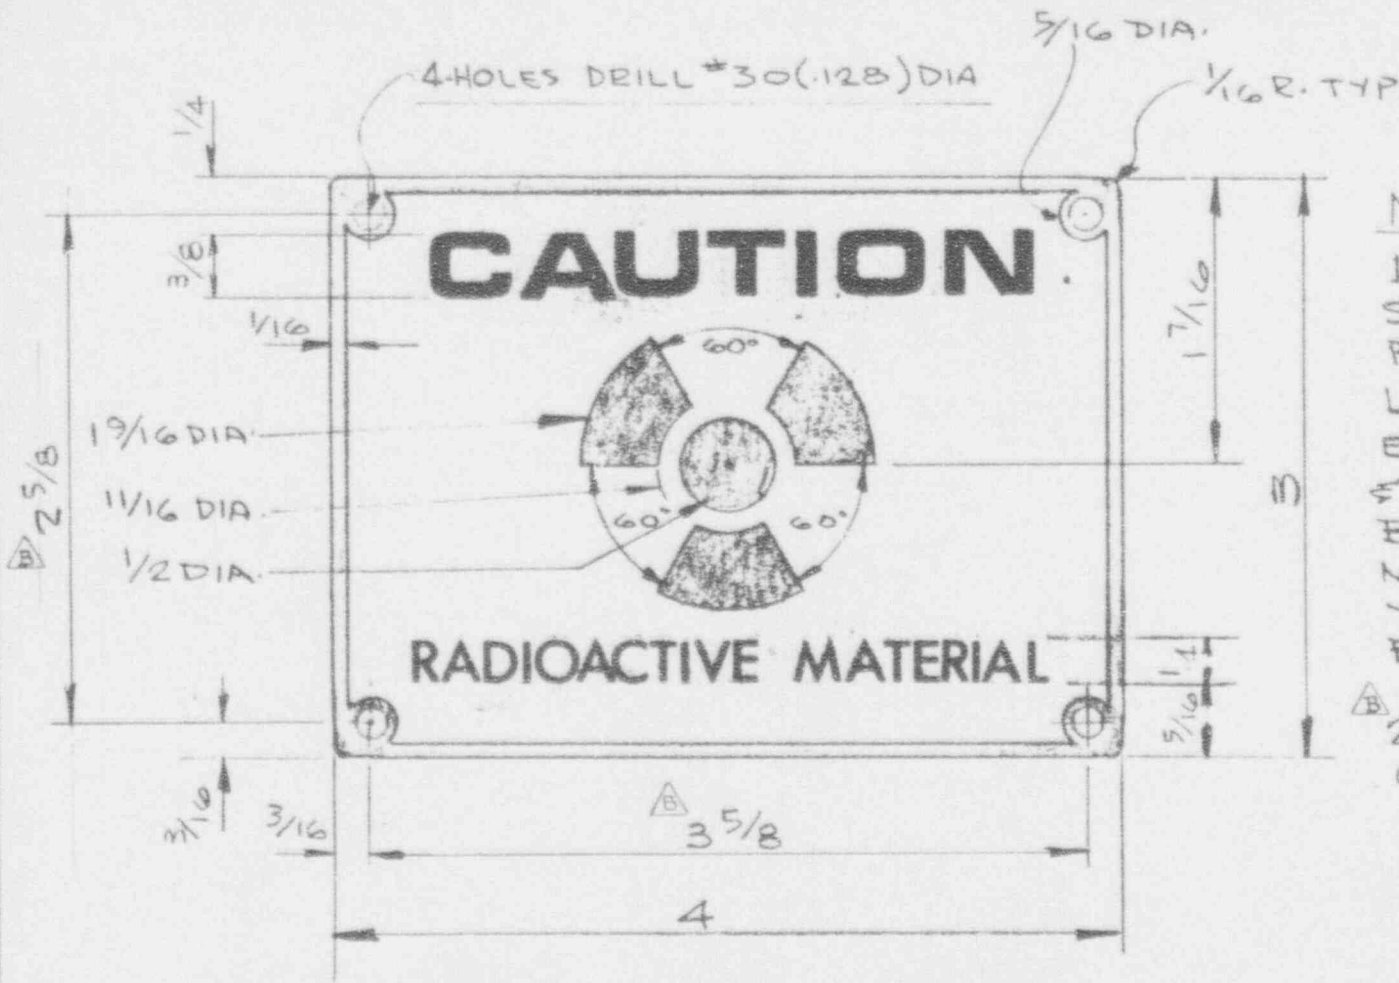 5/16 DIA.
4-HOLES DRILL #30(.128) DIA
1/16 R. TYP
1/4
3/8
CAUTION
1/16
1 7/16
60°
1 9/16 DIA.
2 5/8
B
11/16 DIA.
60°
60°
3
1/2 DIA.
RADIOACTIVE MATERIAL
1/4
5/16
B
3/16
3/16
B
3 5/8
4